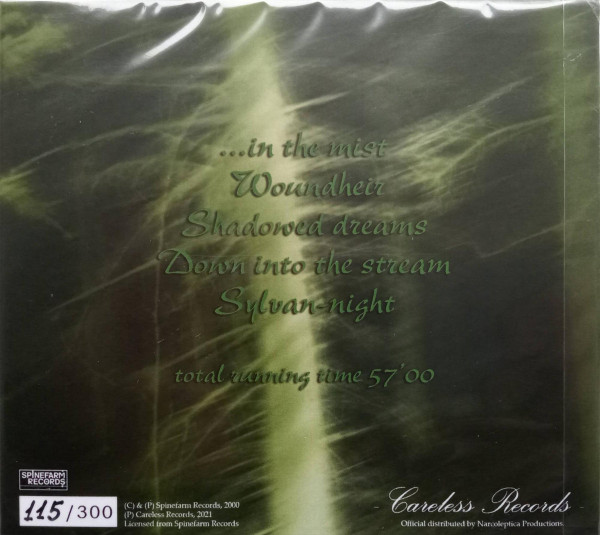 ...in the mist
Woundheir
Shadowed dreams
Down into the stream
Sylvan-night
total running time 57'00
SPINEFARM
RECORDS
115/300
(C) & (P) Spinefarm Records, 2000
(P) Careless Records, 2021
Licensed from Spinefarm Records
- Careless Records -
Official distributed by Narcoleptica Productions